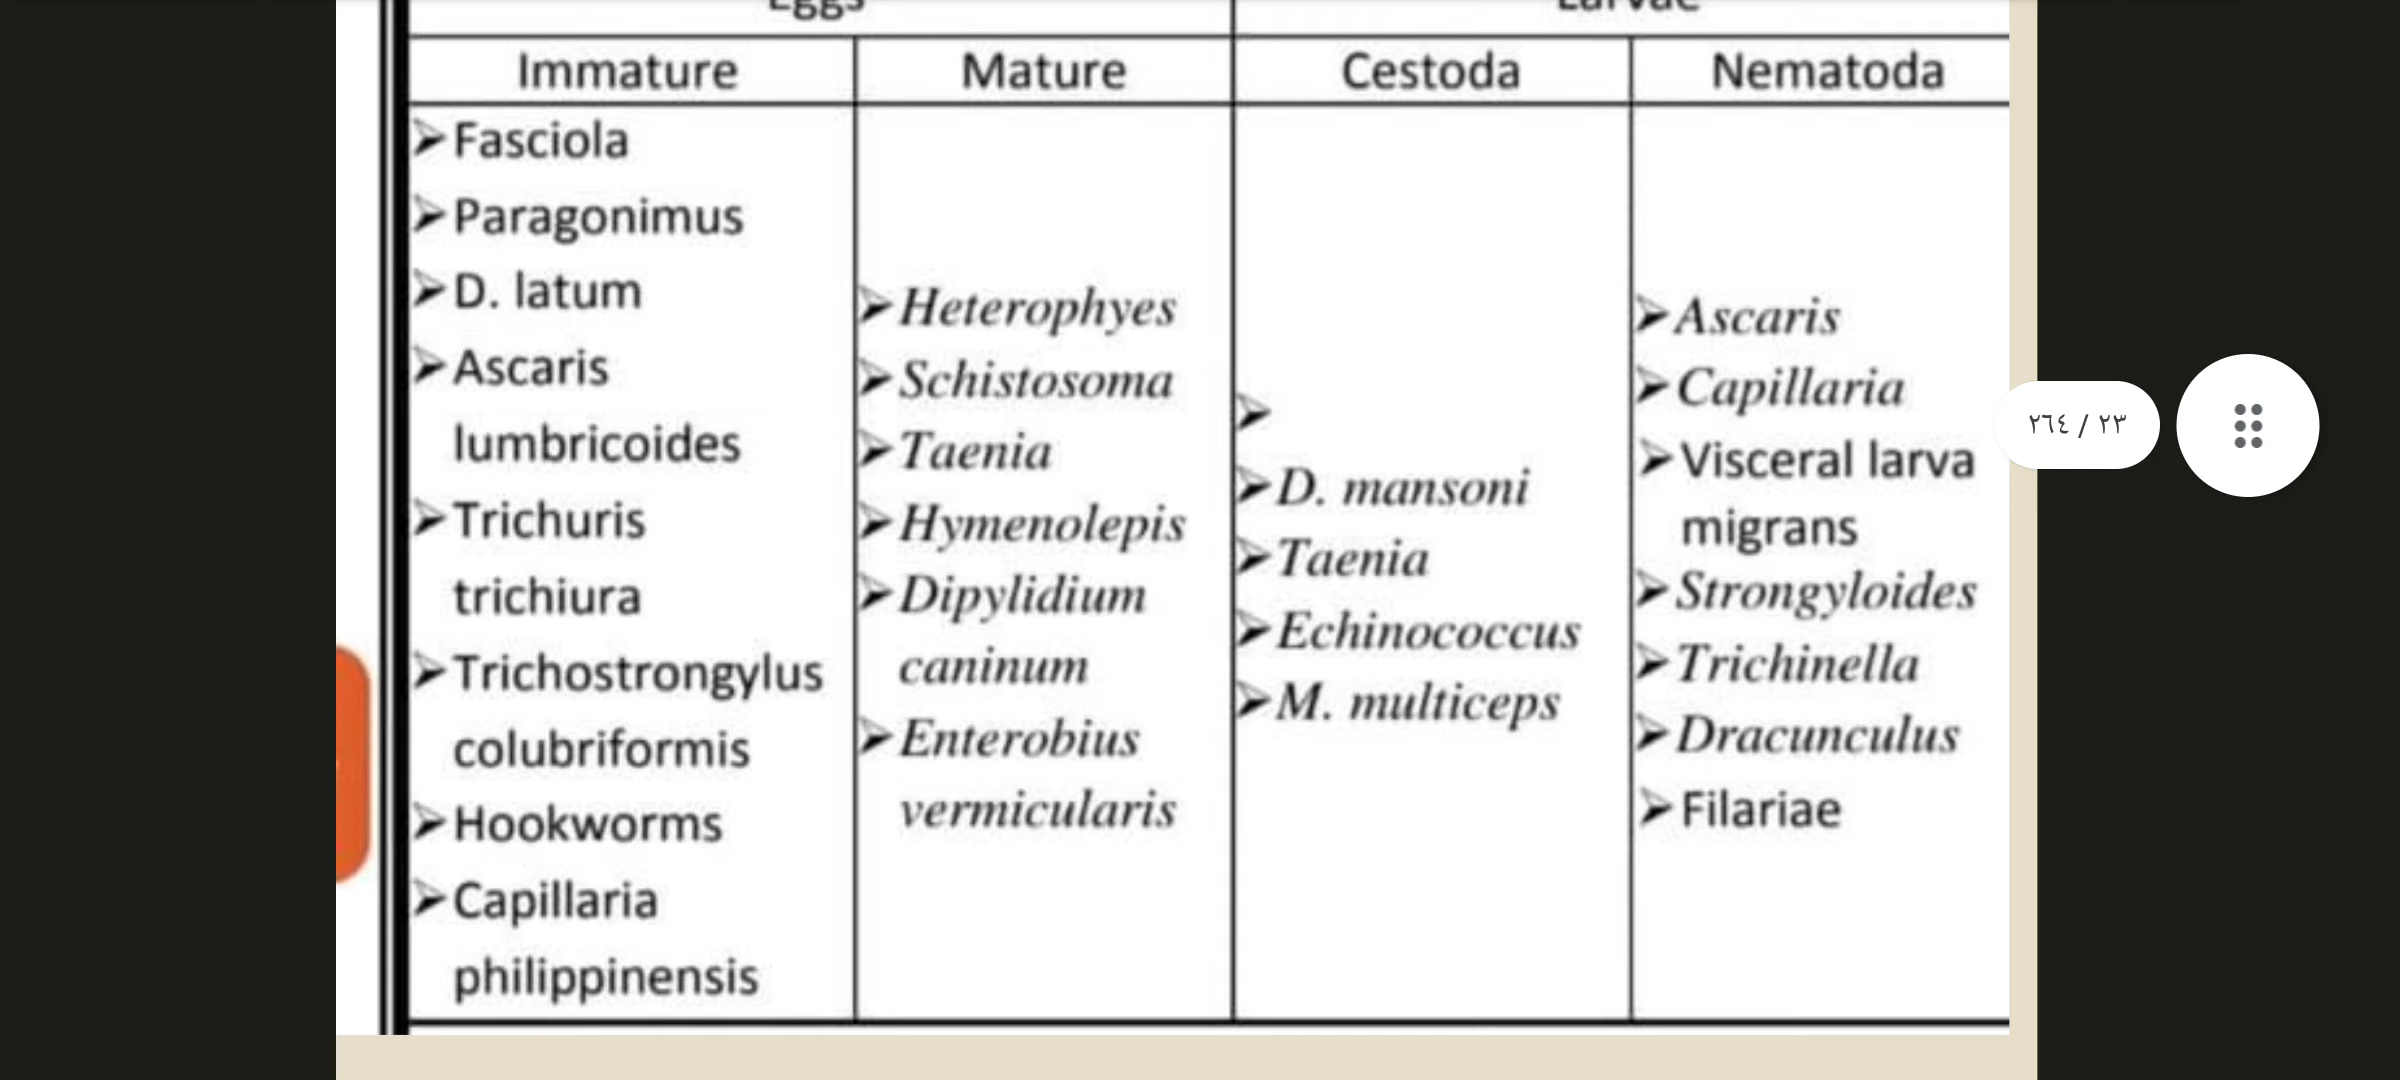 Eggs
Larvae
Immature
Mature
Cestoda
Nematoda
➢Fasciola
➢Paragonimus
➢D. latum
➢Ascaris
lumbricoides
➢Trichuris
trichiura
➢Trichostrongylus
colubriformis
➢Hookworms
➢Capillaria
philippinensis
➢Heterophyes
➢Schistosoma
➢Taenia
➢Hymenolepis
➢Dipylidium
caninum
➢Enterobius
vermicularis
➢
➢D. mansoni
➢Taenia
➢Echinococcus
➢M. multiceps
➢Ascaris
➢Capillaria
➢Visceral larva
migrans
➢Strongyloides
➢Trichinella
➢Dracunculus
➢Filariae
٢٣ / ٢٦٤